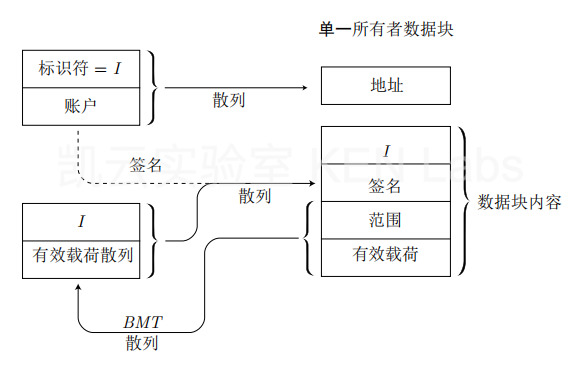 单一所有者数据块
标识符 = I
账户
散列
地址
凯云实验室 KEN Labs
签名
散列
I
签名
范围
有效载荷
数据块内容
I
有效载荷散列
BMT
散列